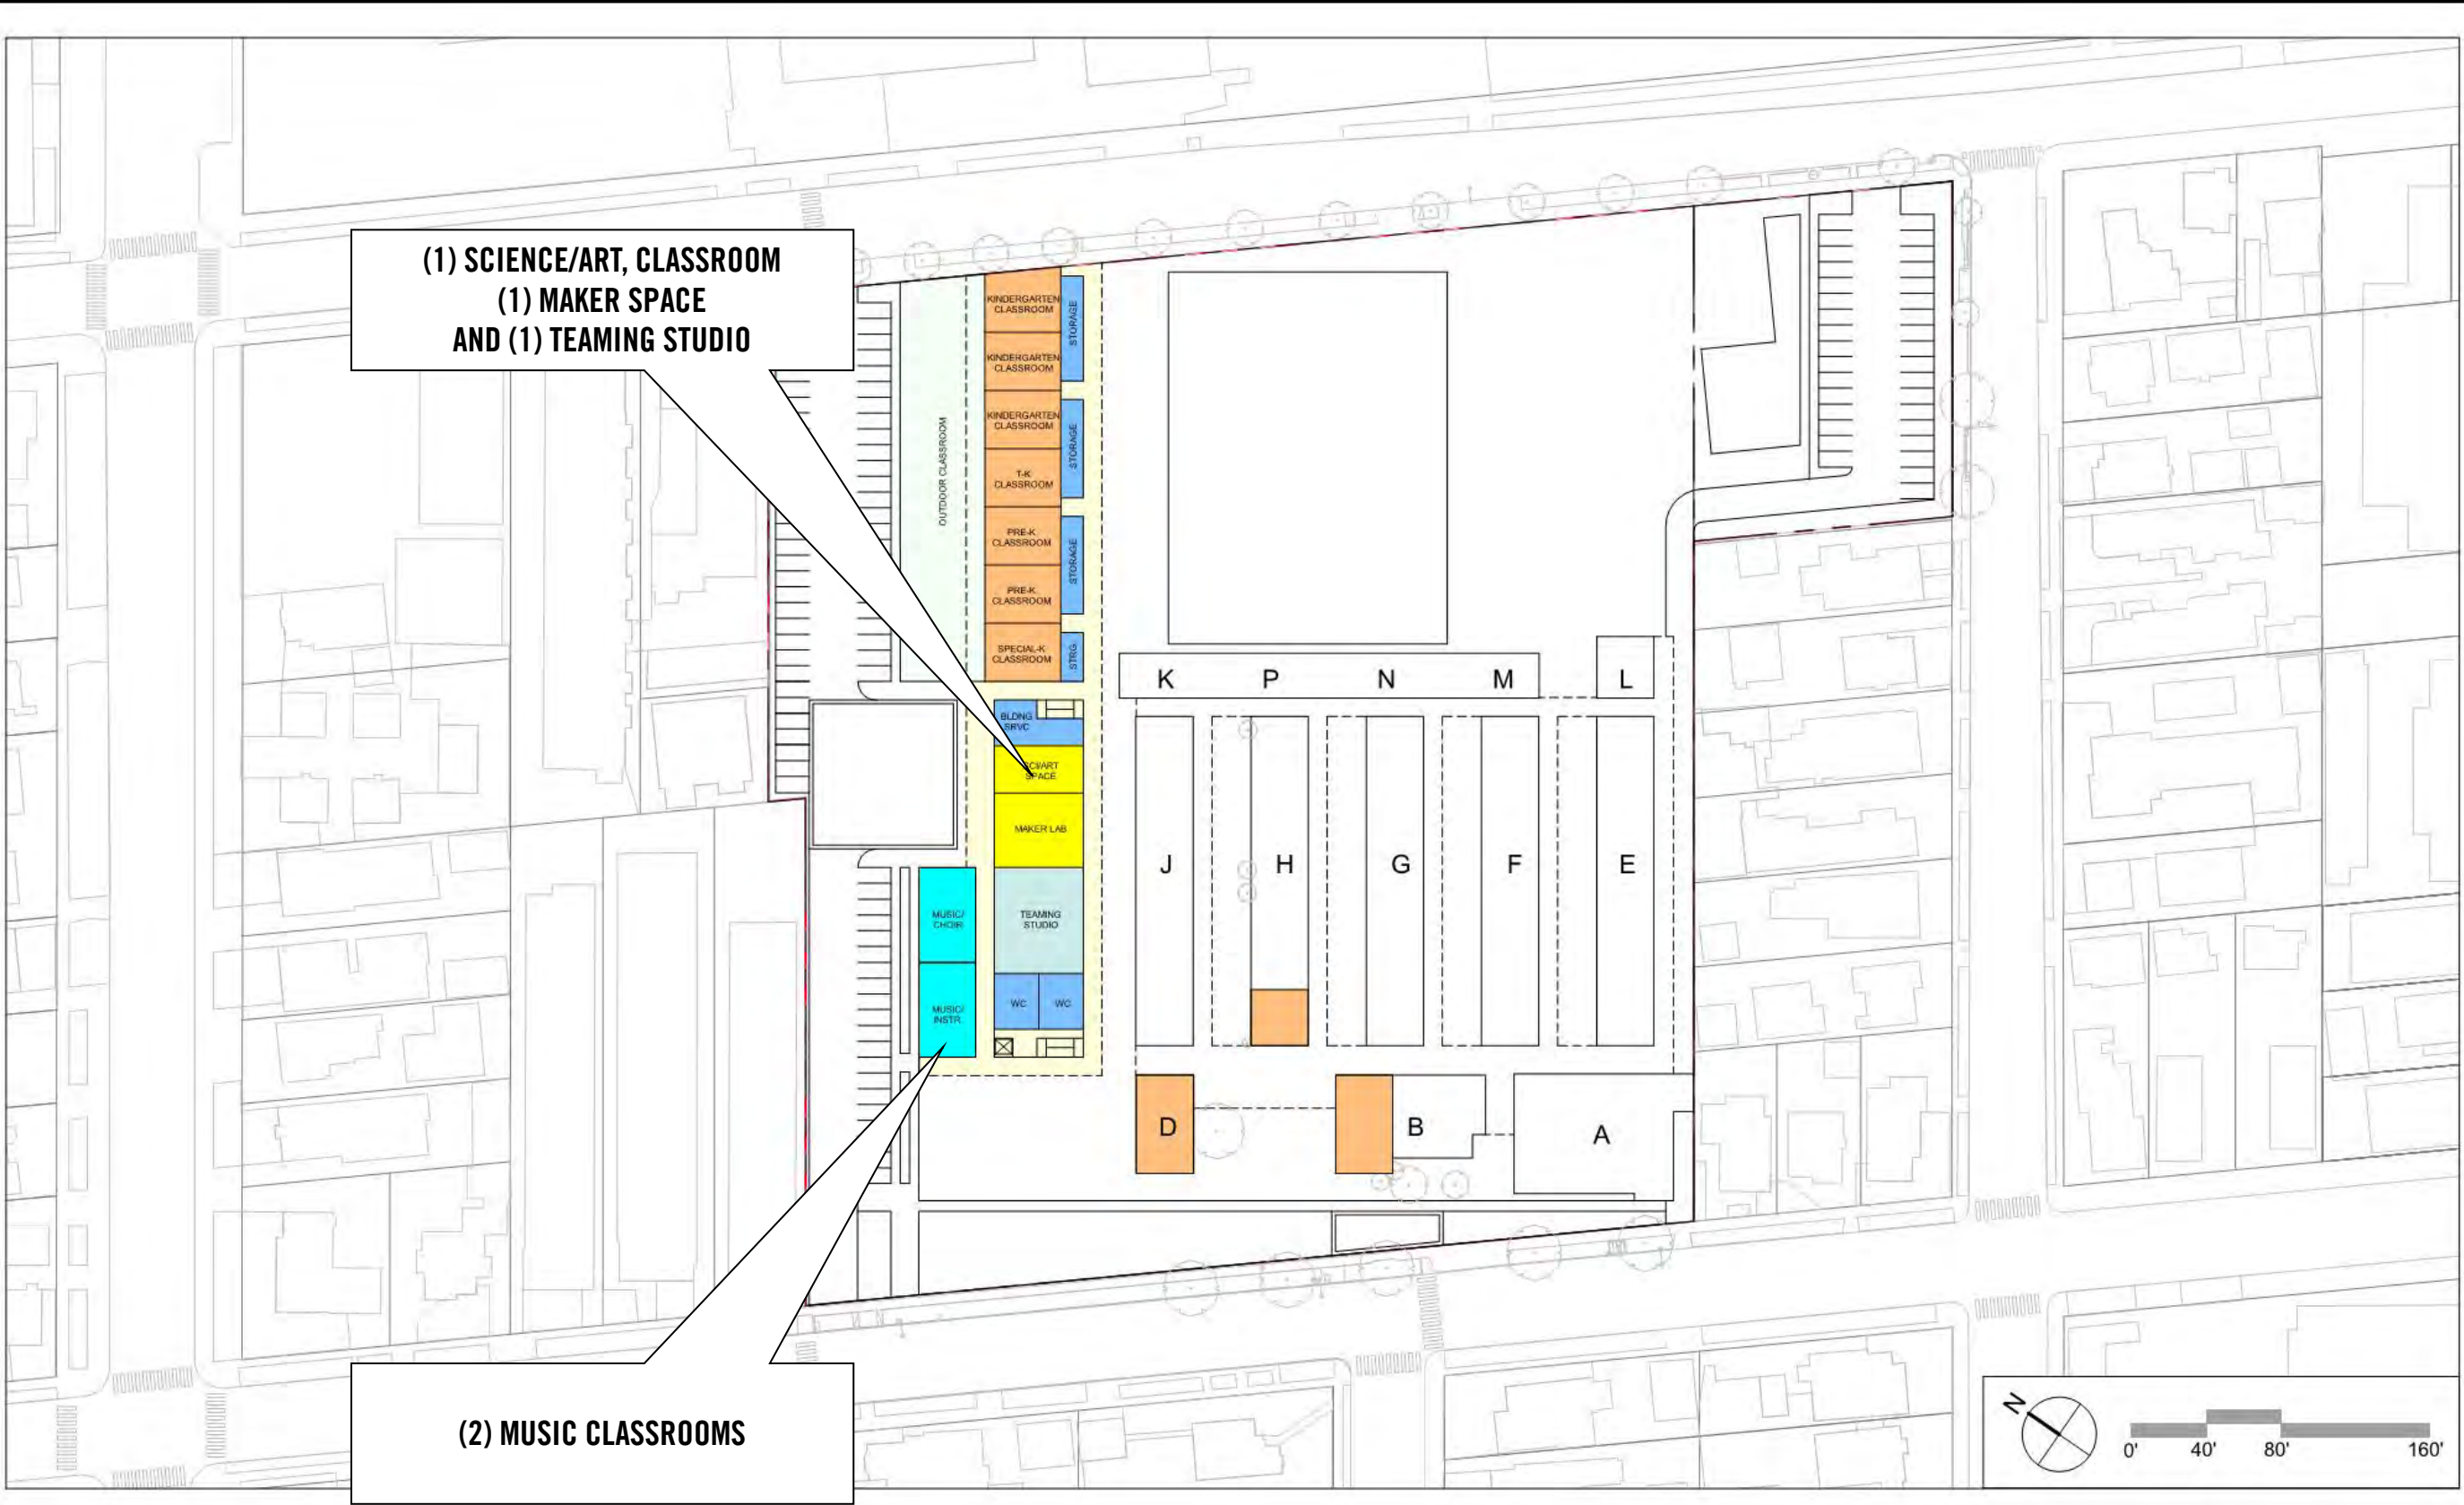 (1) SCIENCE/ART, CLASSROOM
(1) MAKER SPACE
AND (1) TEAMING STUDIO
KINDERGARTEN
CLASSROOM
STORAGE
KINDERGARTEN
CLASSROOM
KINDERGARTEN
CLASSROOM
STORAGE
OUTDOOR CLASSROOM
T-K
CLASSROOM
PRE-K
CLASSROOM
STORAGE
PRE-K
CLASSROOM
SPECIAL-K
CLASSROOM
STRG.
K
P
N
M
L
BLDNG
SRVC
SCI/ART
SPACE
MAKER LAB
J
H
G
F
E
MUSIC/
CHOIR
TEAMING
STUDIO
WC
WC
MUSIC/
INSTR.
D
B
A
(2) MUSIC CLASSROOMS
N
0'
40'
80'
160'